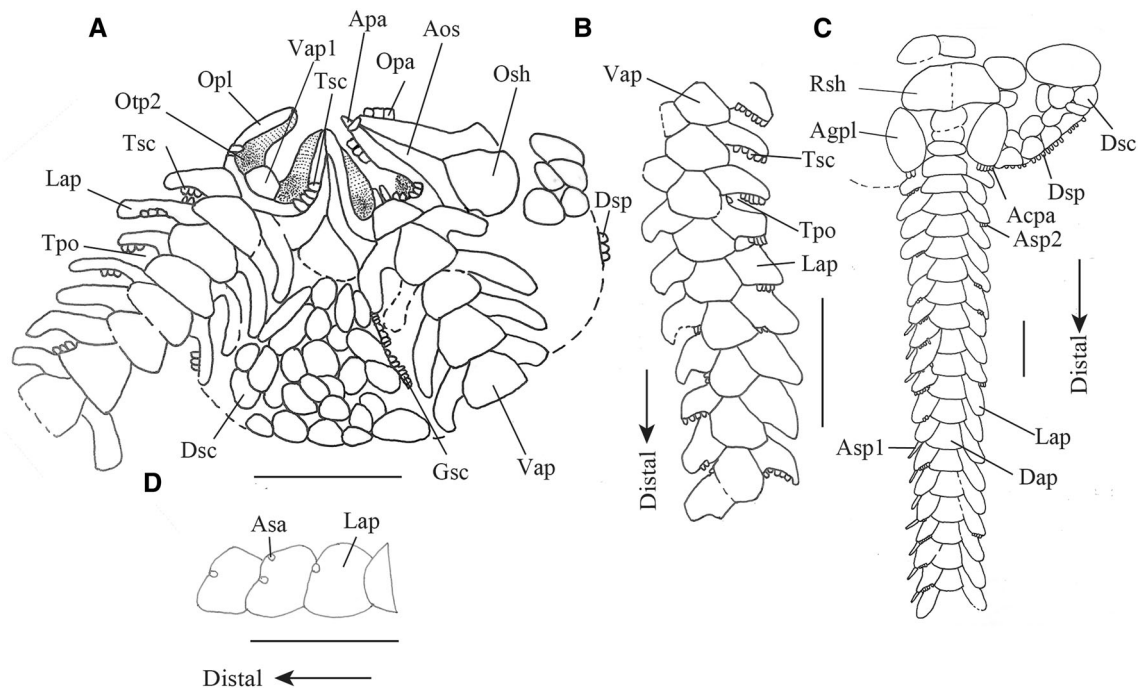 A
Apa
Aos
Vap1
Tsc
Opa
Opl
Osh
Otp2
Tsc
Lap
Dsp
Tpo
Dsc
Gsc
Vap
B
Vap
Tsc
Tpo
Lap
Distal
C
Rsh
Agpl
Dsc
Dsp
Acpa
Asp2
Distal
Lap
Asp1
Dap
D
Asa
Lap
Distal